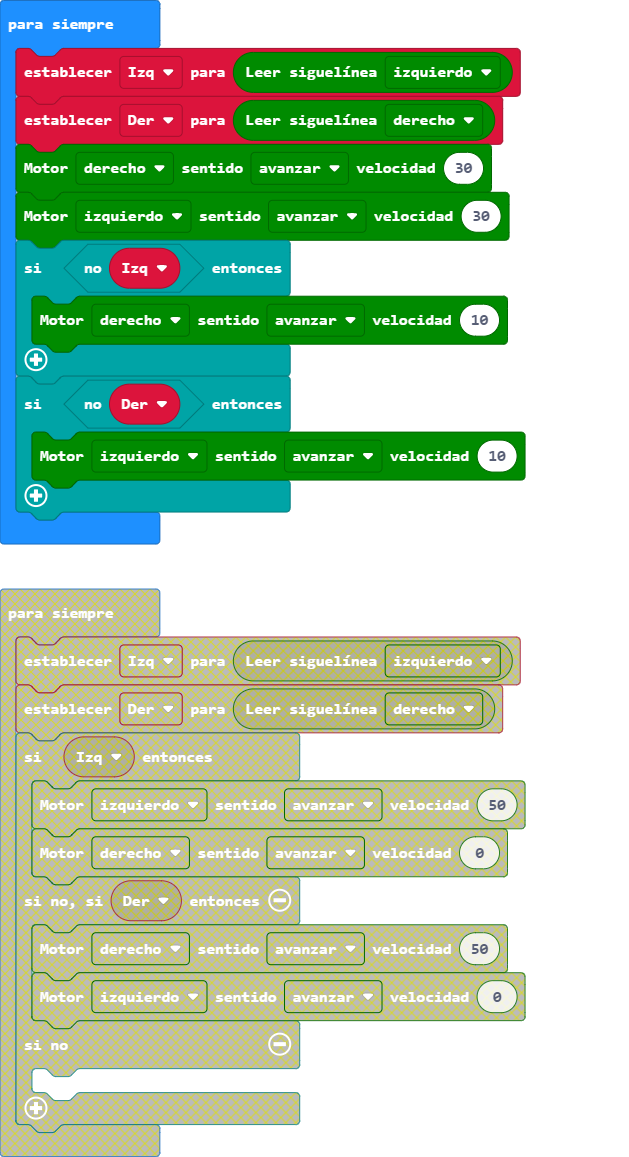 para siempre
establecer Izq para Leer siguelínea izquierdo
establecer Der para Leer siguelínea derecho
Motor derecho sentido avanzar velocidad 30
Motor izquierdo sentido avanzar velocidad 30
si no Izq entonces
Motor derecho sentido avanzar velocidad 10
si no Der entonces
Motor izquierdo sentido avanzar velocidad 10
para siempre
establecer Izq para Leer siguelínea izquierdo
establecer Der para Leer siguelínea derecho
si Izq entonces
Motor izquierdo sentido avanzar velocidad 50
Motor derecho sentido avanzar velocidad 0
si no, si Der entonces
Motor derecho sentido avanzar velocidad 50
Motor izquierdo sentido avanzar velocidad 0
si no